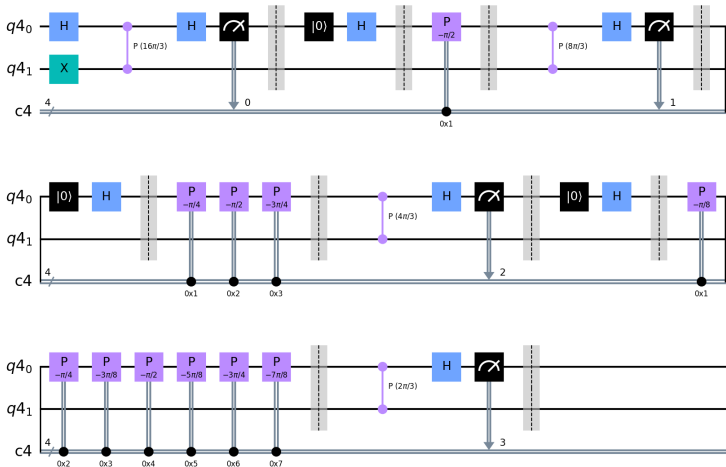 q4₀ H H |0⟩ H P -π/2 H
P (16π/3) P (8π/3)
q4₁ X
4 0 1
c4
0x1
q4₀ |0⟩ H P -π/4 P -π/2 P -3π/4 H |0⟩ H P -π/8
P (4π/3)
q4₁
4 2
c4
0x1 0x2 0x3 0x1
q4₀ P -π/4 P -3π/8 P -π/2 P -5π/8 P -3π/4 P -7π/8 H
P (2π/3)
q4₁
4 3
c4
0x2 0x3 0x4 0x5 0x6 0x7